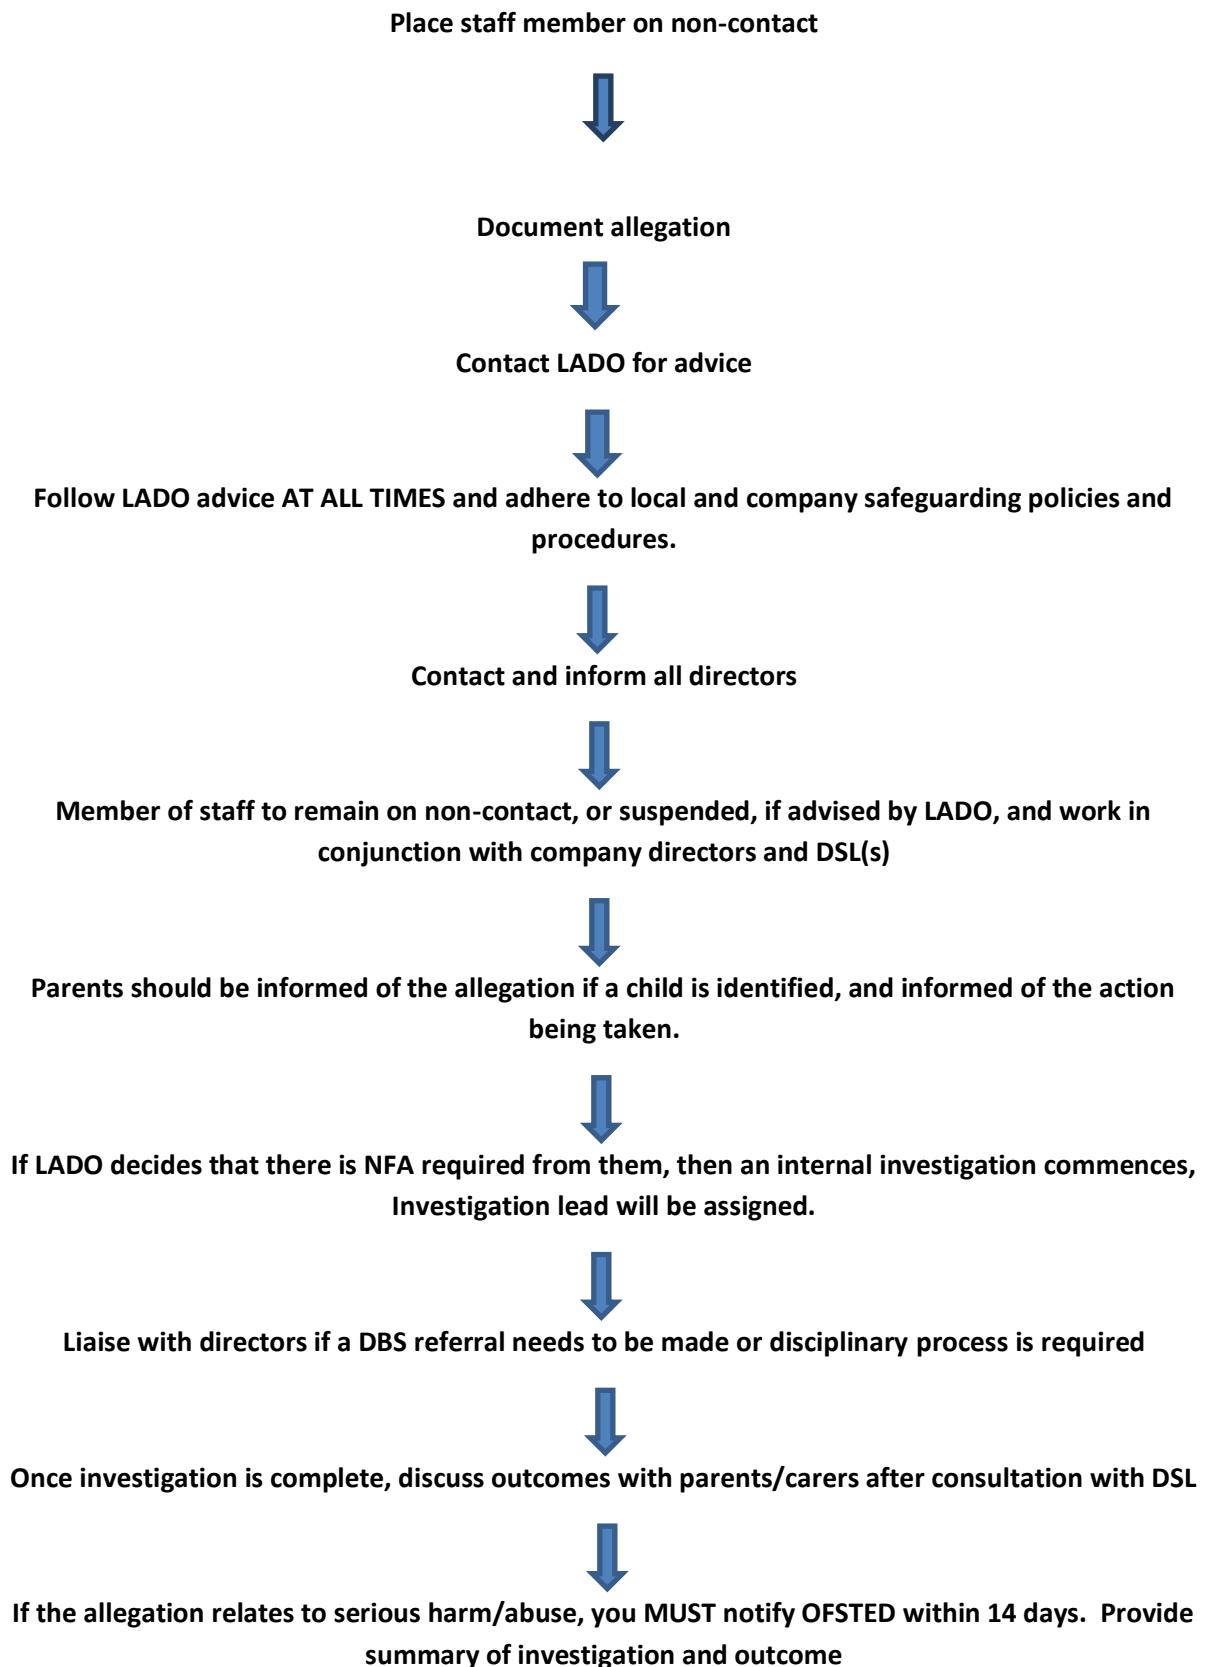 Place staff member on non-contact
Document allegation
Contact LADO for advice
Follow LADO advice AT ALL TIMES and adhere to local and company safeguarding policies and
procedures.
Contact and inform all directors
Member of staff to remain on non-contact, or suspended, if advised by LADO, and work in
conjunction with company directors and DSL(s)
Parents should be informed of the allegation if a child is identified, and informed of the action
being taken.
If LADO decides that there is NFA required from them, then an internal investigation commences,
Investigation lead will be assigned.
Liaise with directors if a DBS referral needs to be made or disciplinary process is required
Once investigation is complete, discuss outcomes with parents/carers after consultation with DSL
If the allegation relates to serious harm/abuse, you MUST notify OFSTED within 14 days.  Provide
summary of investigation and outcome